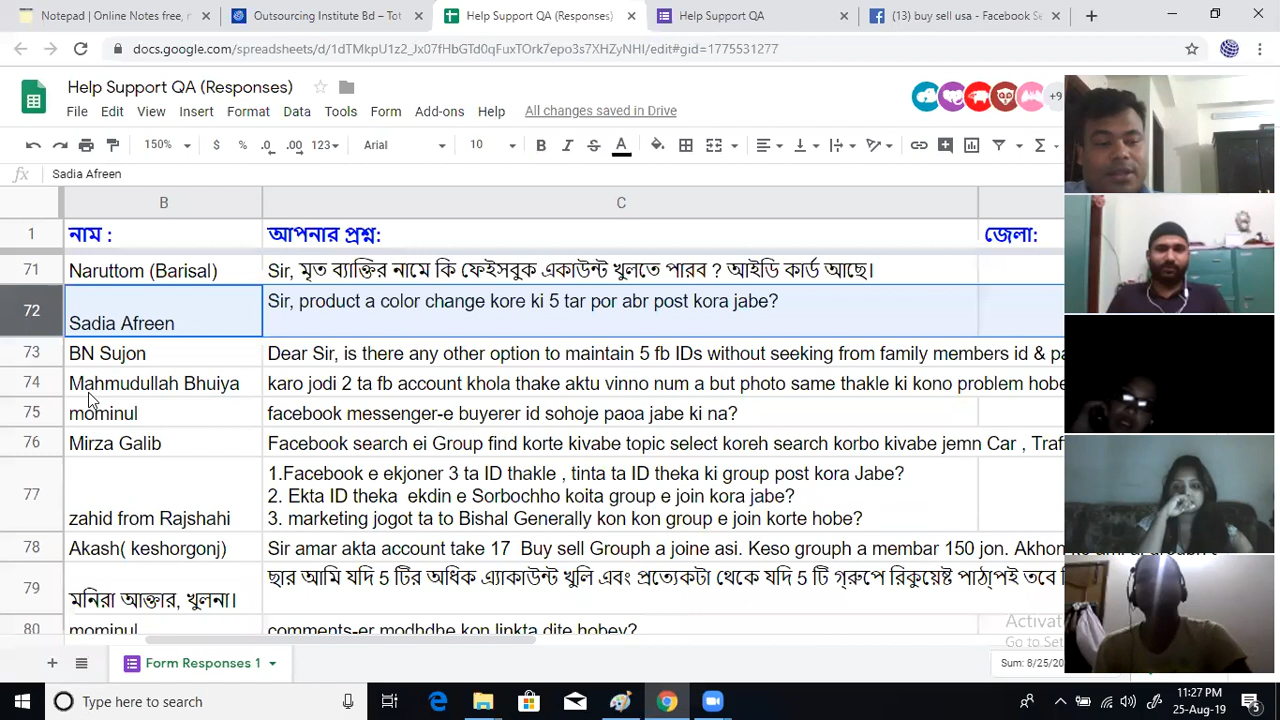 Notepad | Online Notes free, n
Outsourcing Institute Bd – Tot
Help Support QA (Responses)
Help Support QA
(13) buy sell usa - Facebook Se
docs.google.com/spreadsheets/d/1dTMkpU1z2_Jx07fHbGTd0qFuxTOrk7epo3s7XHZyNHI/edit#gid=1775531277
Help Support QA (Responses)
+9
File Edit View Insert Format Data Tools Form Add-ons Help All changes saved in Drive
150% $ % .0 .00 123 Arial 10 B I S A
fx Sadia Afreen
B C
1 নাম : আপনার প্রশ্ন: জেলা:
71 Naruttom (Barisal) Sir, মৃত ব্যাক্তির নামে কি ফেইসবুক একাউন্ট খুলতে পারব ? আইডি কার্ড আছে।
72 Sadia Afreen Sir, product a color change kore ki 5 tar por abr post kora jabe?
73 BN Sujon Dear Sir, is there any other option to maintain 5 fb IDs without seeking from family members id & pa
74 Mahmudullah Bhuiya karo jodi 2 ta fb account khola thake aktu vinno num a but photo same thakle ki kono problem hobe
75 mominul facebook messenger-e buyerer id sohoje paoa jabe ki na?
76 Mirza Galib Facebook search ei Group find korte kivabe topic select koreh search korbo kivabe jemn Car , Traf
1.Facebook e ekjoner 3 ta ID thakle , tinta ta ID theka ki group post kora Jabe?
77 2. Ekta ID theka ekdin e Sorbochho koita group e join kora jabe?
zahid from Rajshahi 3. marketing jogot ta to Bishal Generally kon kon group e join korte hobe?
78 Akash( keshorgonj) Sir amar akta account take 17 Buy sell Grouph a joine asi. Keso grouph a membar 150 jon. Akhon
79 মনিরা আক্তার, খুলনা। ছার আমি যদি 5 টির অধিক এ্যাকাউন্ট খুলি এবং প্রত্যেকটা থেকে যদি 5 টি গ্রুপে রিকুয়েষ্ট পাঠা্পই তবে
80 mominul comments-er modhdhe kon linkta dite hobey?
Activat
Go to Set
Form Responses 1
Sum: 8/25/20
Type here to search
11:27 PM
25-Aug-19
5